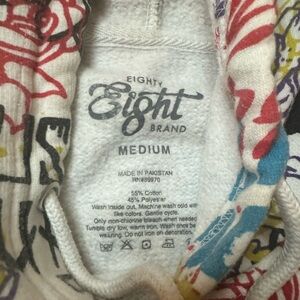 EIGHTY
Eight
BRAND
MEDIUM
MADE IN PAKISTAN
55% Cotton
45% Polyester
Wash inside out. Machine wash cold with
like colors. Gentle cycle.
Only non-chlorine bleach when needed.
Tumble dry low, warm iron. Wash once before
wearing. Do not iron on decoration.